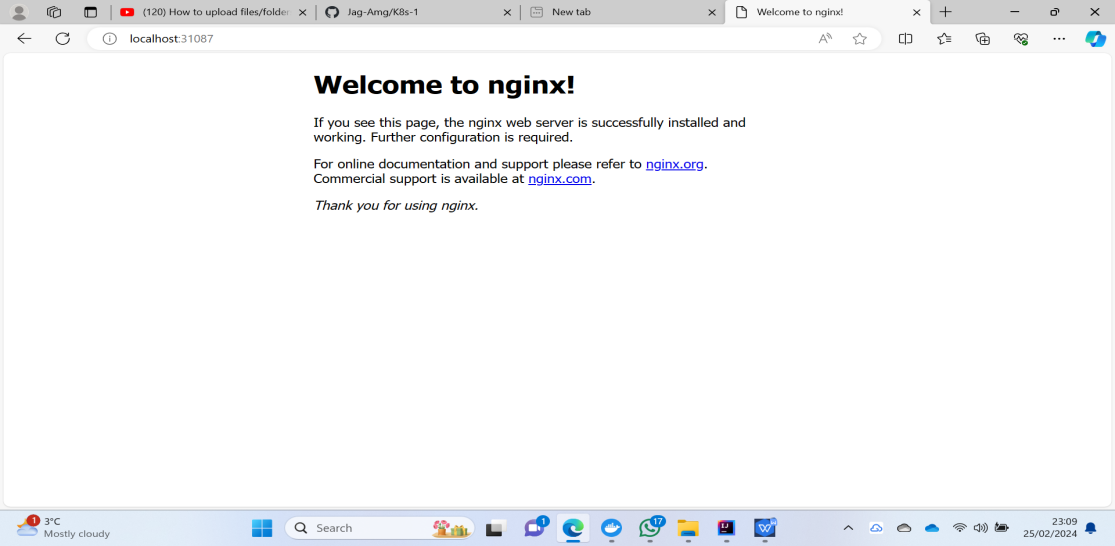 (120) How to upload files/folder
Jag-Amg/K8s-1
New tab
Welcome to nginx!
localhost:31087
Welcome to nginx!
If you see this page, the nginx web server is successfully installed and
working. Further configuration is required.
For online documentation and support please refer to nginx.org.
Commercial support is available at nginx.com.
Thank you for using nginx.
1
3°C
Mostly cloudy
Search
1
17
23:09
25/02/2024